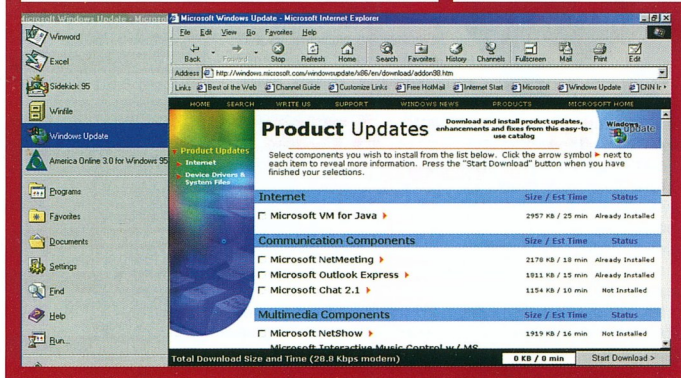 Microsoft Windows Update - Microsof
Winword
Excel
Sidekick 95
Winfile
Windows Update
America Online 3.0 for Windows 95
Programs
Favorites
Documents
Settings
Find
Help
Run...
Microsoft Windows Update - Microsoft Internet Explorer
File Edit View Go Favorites Help
Back Forward Stop Refresh Home Search Favorites History Channels Fullscreen Mail Print Edit
Address http://windows.microsoft.com/windowsupdate/x86/en/download/addon98.htm
Links Best of the Web Channel Guide Customize Links Free HotMail Internet Start Microsoft Windows Update CNN In
HOME SEARCH WRITE US SUPPORT WINDOWS NEWS PRODUCTS MICROSOFT HOME
Product Updates
Internet
Device Drivers &
System Files
Product Updates
Download and install product updates,
enhancements and fixes from this easy-to-
use catalog
Windows
Update
Select components you wish to install from the list below. Click the arrow symbol ▶ next to
each item to reveal more information. Press the "Start Download" button when you have
finished your selections.
Internet Size / Est Time Status
Microsoft VM for Java ▶ 2957 KB / 25 min Already Installed
Communication Components Size / Est Time Status
Microsoft NetMeeting ▶ 2178 KB / 18 min Already Installed
Microsoft Outlook Express ▶ 1811 KB / 15 min Already Installed
Microsoft Chat 2.1 ▶ 1154 KB / 10 min Not Installed
Multimedia Components Size / Est Time Status
Microsoft NetShow ▶ 1919 KB / 16 min Not Installed
Microsoft Interactive Music Control w/ MS
Total Download Size and Time (28.8 Kbps modem) 0 KB / 0 min Start Download >